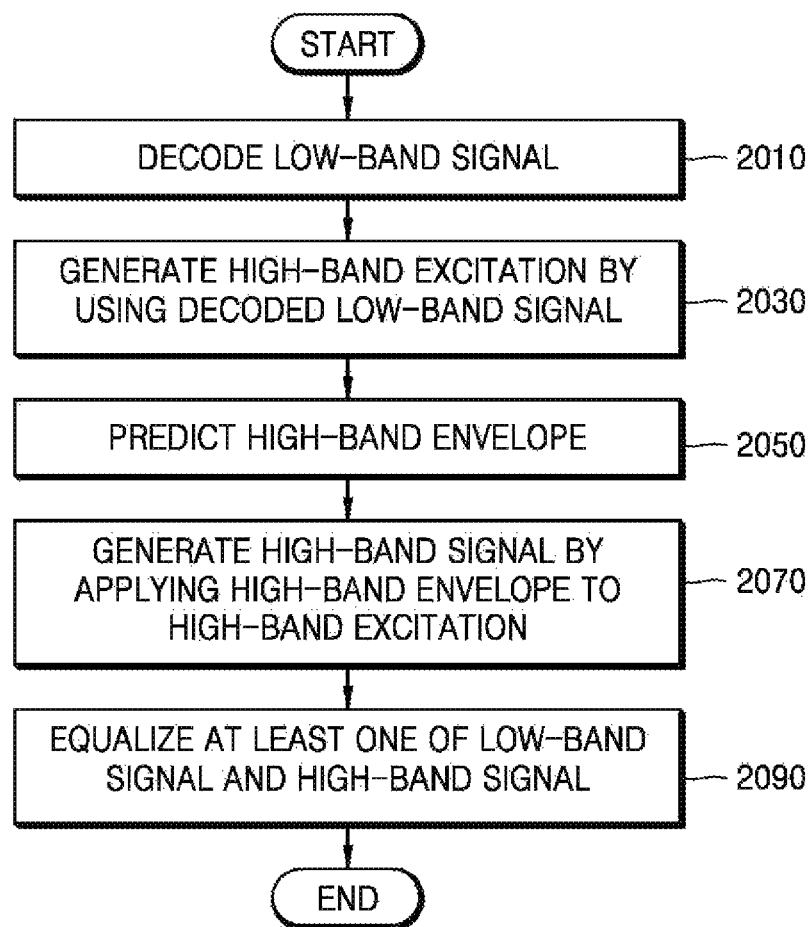 START
DECODE LOW-BAND SIGNAL
2010
GENERATE HIGH-BAND EXCITATION BY
USING DECODED LOW-BAND SIGNAL
2030
PREDICT HIGH-BAND ENVELOPE
2050
GENERATE HIGH-BAND SIGNAL BY
APPLYING HIGH-BAND ENVELOPE TO
HIGH-BAND EXCITATION
2070
EQUALIZE AT LEAST ONE OF LOW-BAND
SIGNAL AND HIGH-BAND SIGNAL
2090
END